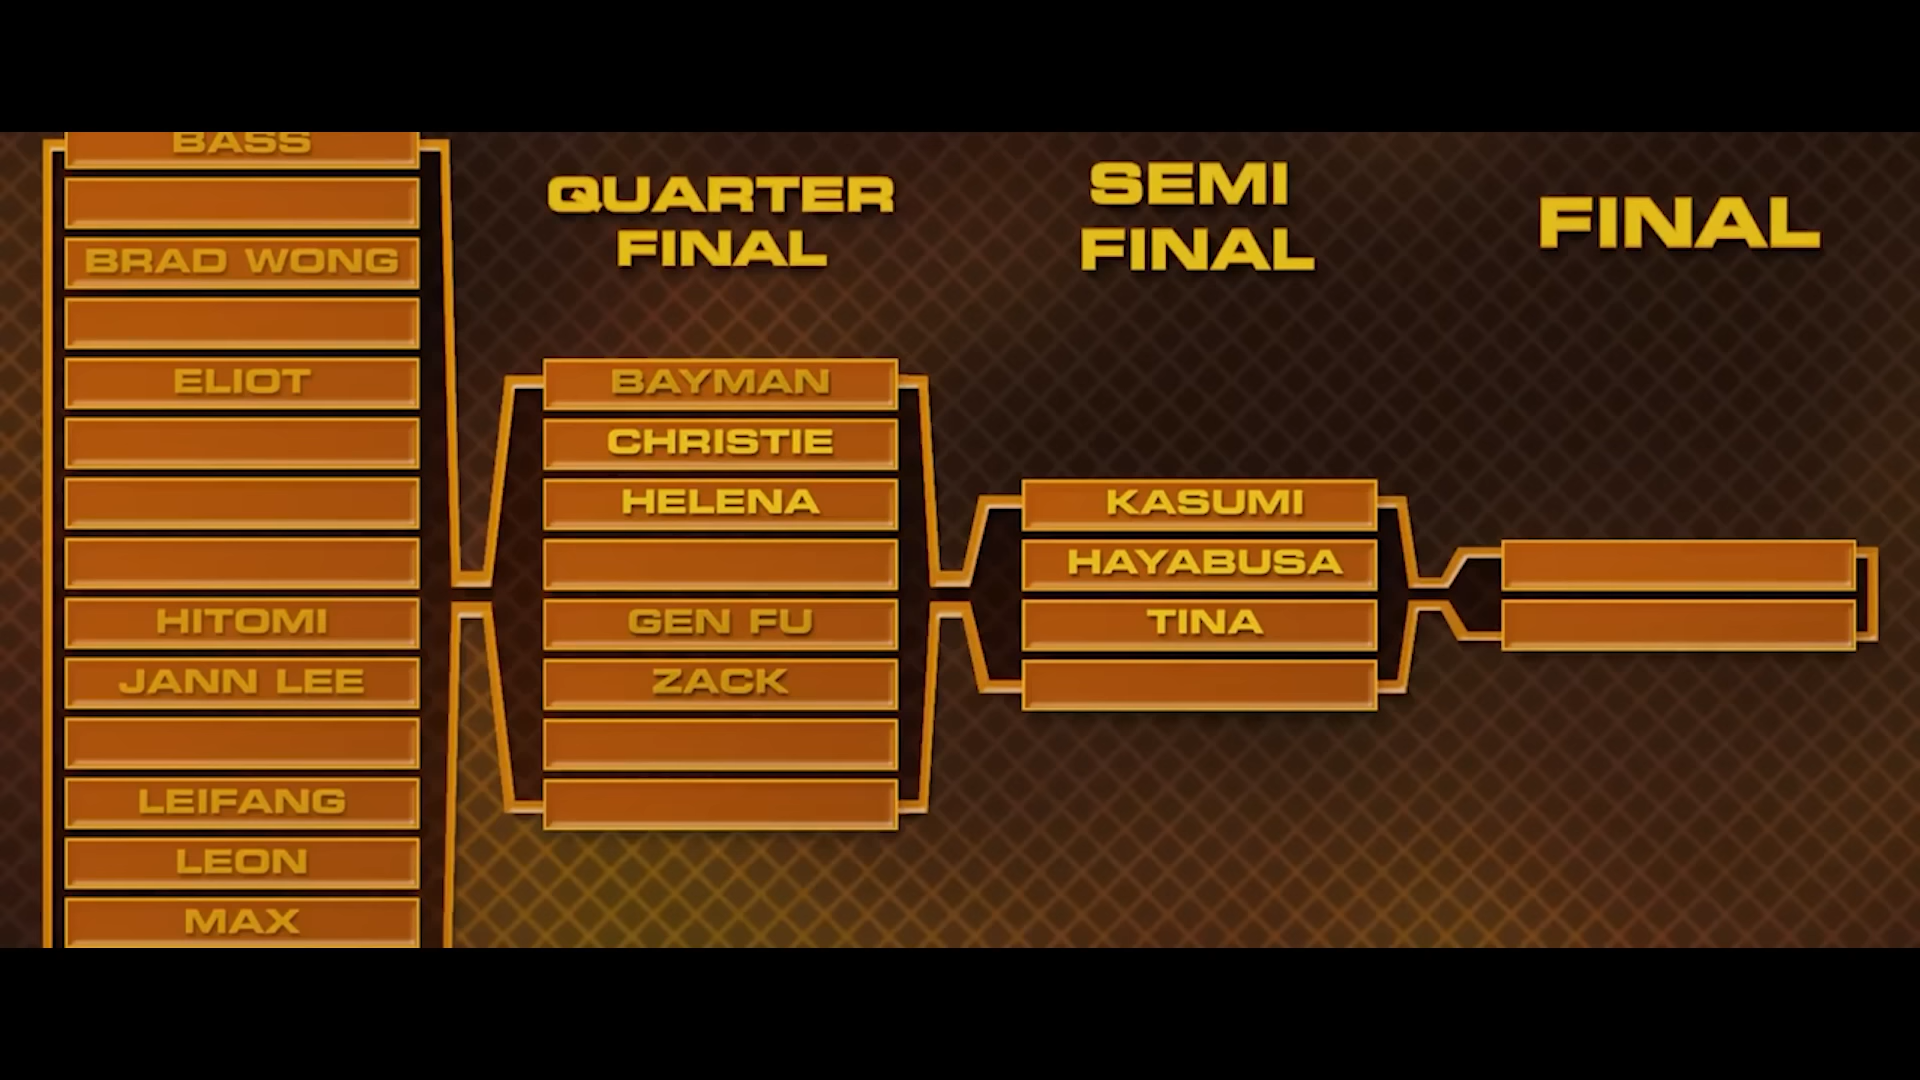 BASS
BRAD WONG
ELIOT
HITOMI
JANN LEE
LEIFANG
LEON
MAX
QUARTER
FINAL
BAYMAN
CHRISTIE
HELENA
GEN FU
ZACK
SEMI
FINAL
KASUMI
HAYABUSA
TINA
FINAL